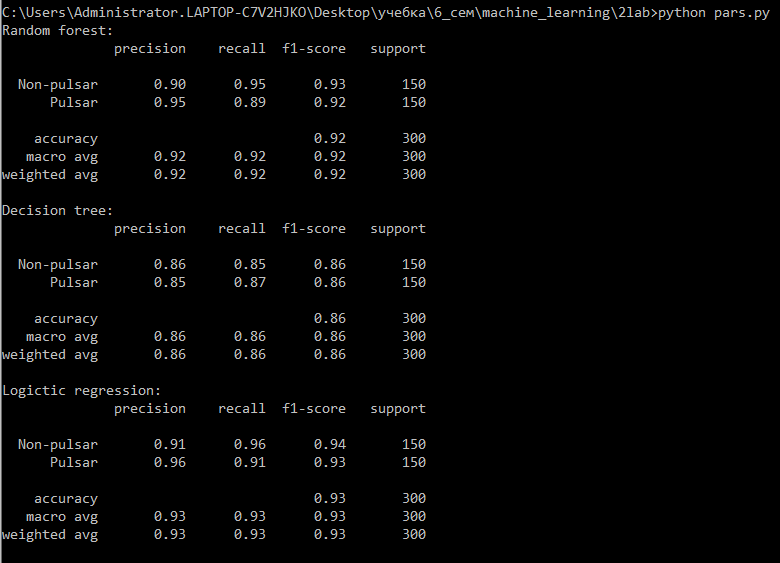 C:\Users\Administrator.LAPTOP-C7V2HJKO\Desktop\учебка\6_сем\machine_learning\2lab>python pars.py
Random forest:
              precision    recall  f1-score   support

  Non-pulsar       0.90      0.95      0.93       150
      Pulsar       0.95      0.89      0.92       150

    accuracy                           0.92       300
   macro avg       0.92      0.92      0.92       300
weighted avg       0.92      0.92      0.92       300

Decision tree:
              precision    recall  f1-score   support

  Non-pulsar       0.86      0.85      0.86       150
      Pulsar       0.85      0.87      0.86       150

    accuracy                           0.86       300
   macro avg       0.86      0.86      0.86       300
weighted avg       0.86      0.86      0.86       300

Logictic regression:
              precision    recall  f1-score   support

  Non-pulsar       0.91      0.96      0.94       150
      Pulsar       0.96      0.91      0.93       150

    accuracy                           0.93       300
   macro avg       0.93      0.93      0.93       300
weighted avg       0.93      0.93      0.93       300